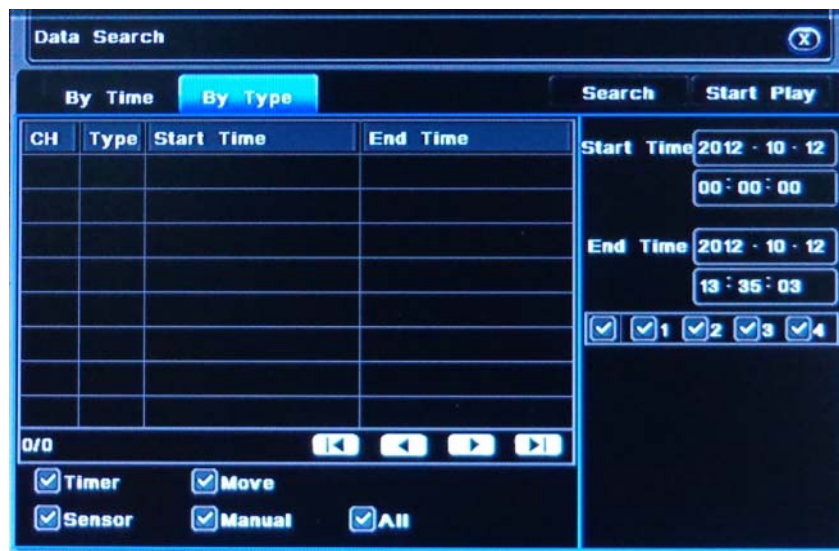 Data Search
X
By Time By Type Search Start Play
CH Type Start Time End Time
Start Time 2012 - 10 - 12
00 : 00 : 00
End Time 2012 - 10 - 12
13 : 35 : 03
1 2 3 4
0/0
Timer Move
Sensor Manual All